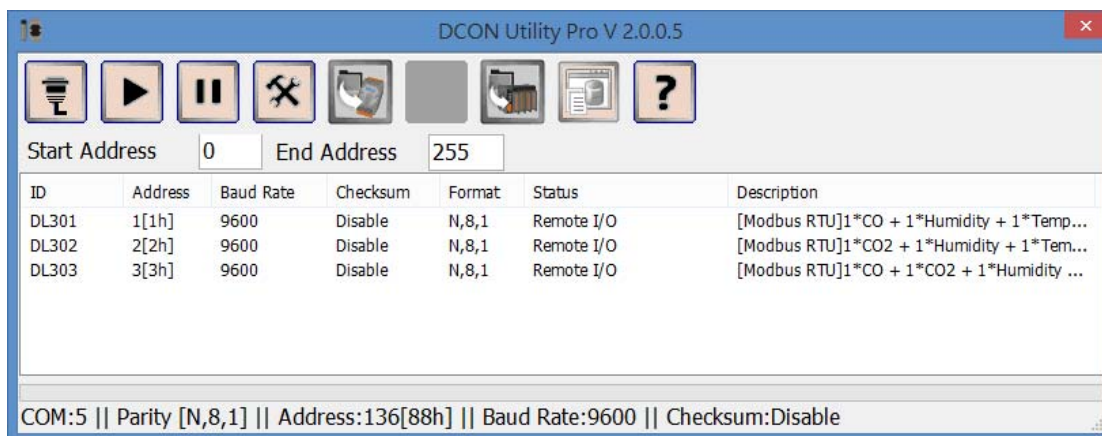 DCON Utility Pro V 2.0.0.5
?
Start Address 0 End Address 255
ID Address Baud Rate Checksum Format Status Description
DL301 1[1h] 9600 Disable N,8,1 Remote I/O [Modbus RTU]1*CO + 1*Humidity + 1*Temp...
DL302 2[2h] 9600 Disable N,8,1 Remote I/O [Modbus RTU]1*CO2 + 1*Humidity + 1*Tem...
DL303 3[3h] 9600 Disable N,8,1 Remote I/O [Modbus RTU]1*CO + 1*CO2 + 1*Humidity ...
COM:5 || Parity [N,8,1] || Address:136[88h] || Baud Rate:9600 || Checksum:Disable